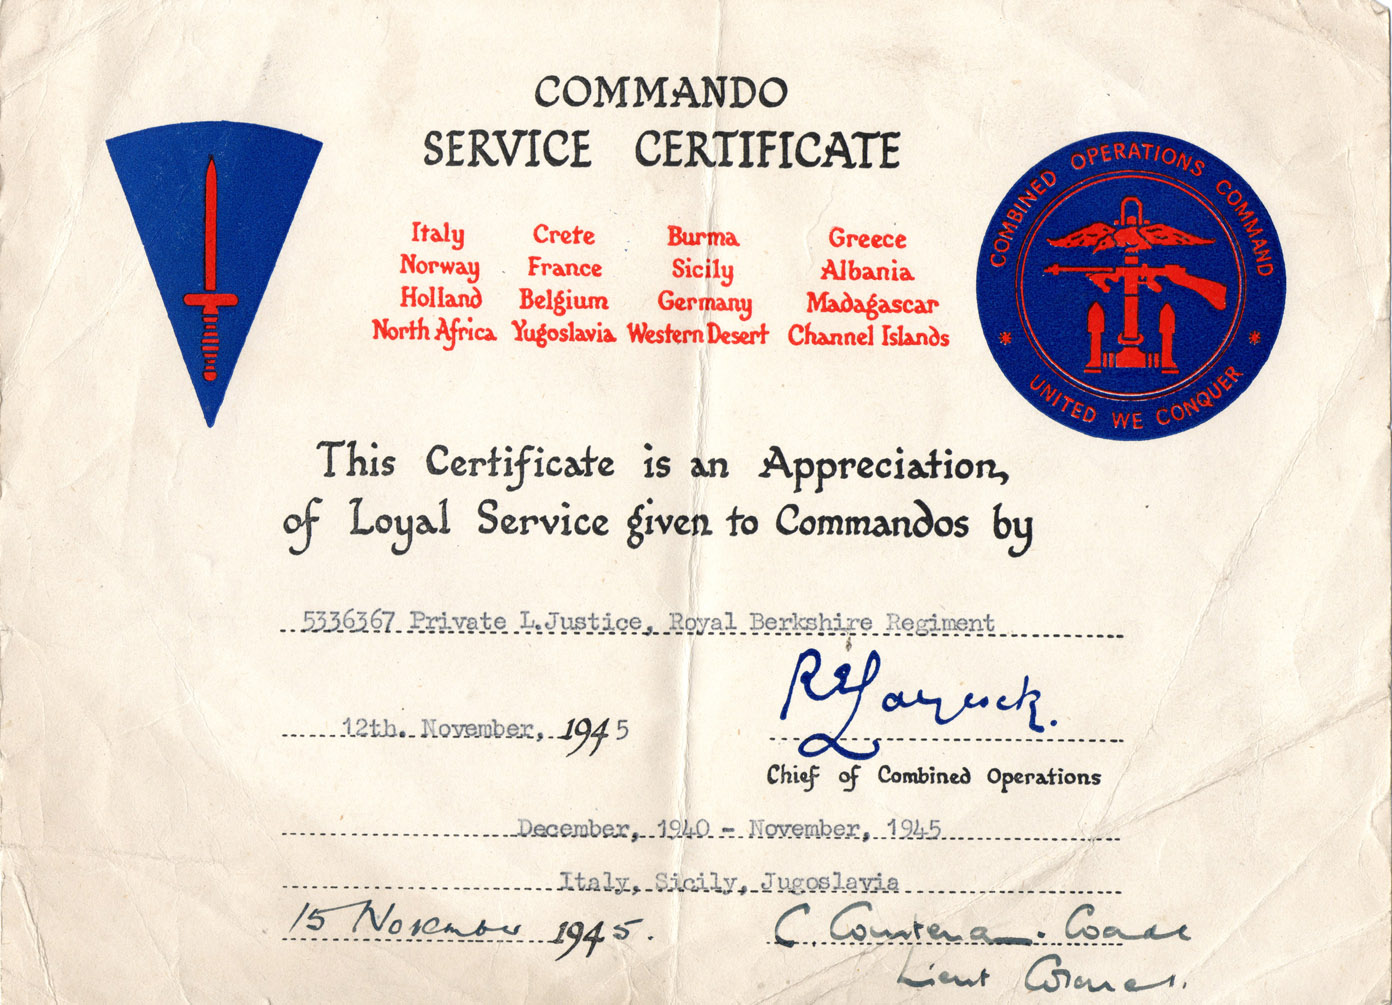 COMMANDO
SERVICE CERTIFICATE
Italy Crete Burma Greece
Norway France Sicily Albania
Holland Belgium Germany Madagascar
North Africa Yugoslavia Western Desert Channel Islands
COMBINED OPERATIONS COMMAND
* *
UNITED WE CONQUER
This Certificate is an Appreciation,
of Loyal Service given to Commandos by
5336367 Private L.Justice, Royal Berkshire Regiment
R E Laycock.
12th. November, 1945
Chief of Combined Operations
December, 1940 - November, 1945
Italy, Sicily, Jugoslavia
15 November 1945. C.
Lieut Colonel.